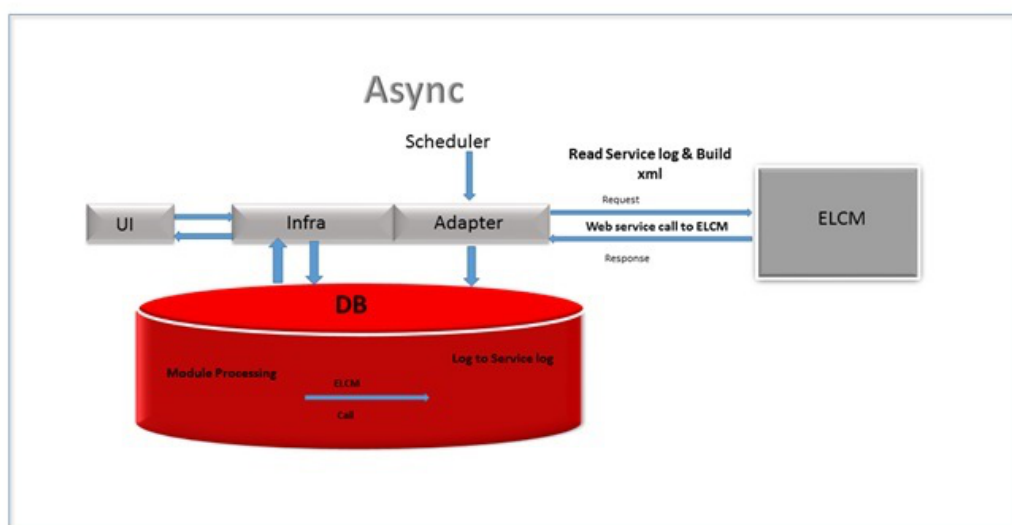 Async
Scheduler
Read Service log & Build
xml
Request
UI
Infra
Adapter
Web service call to ELCM
ELCM
Response
DB
Log to Service log
Module Processing
ELCM
Call